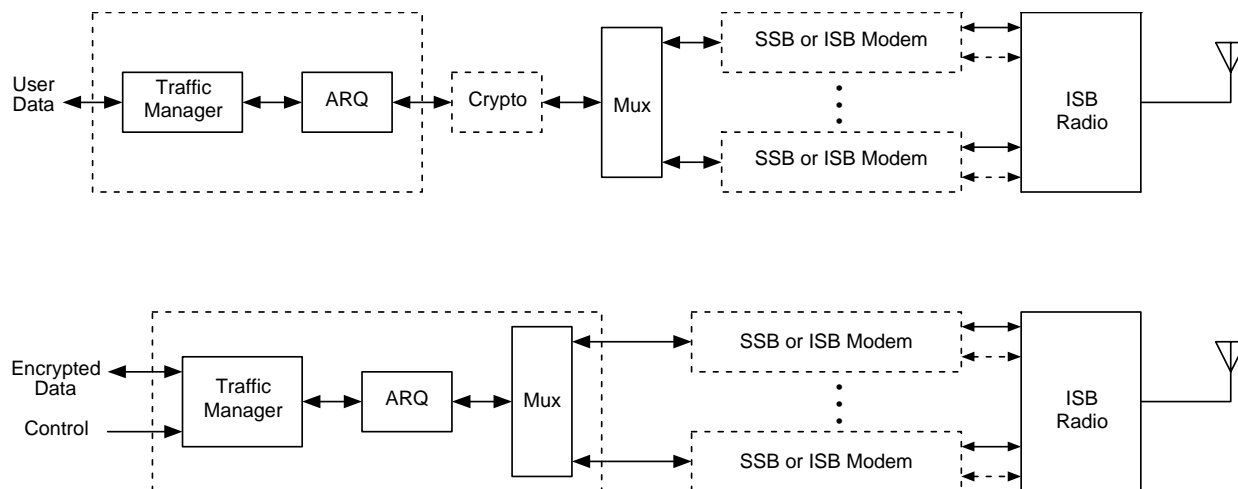 SSB or ISB Modem
User
Data
Traffic
Manager
ARQ
Crypto
Mux
ISB
Radio
SSB or ISB Modem
SSB or ISB Modem
Encrypted
Data
Traffic
Manager
ARQ
Mux
ISB
Radio
Control
SSB or ISB Modem